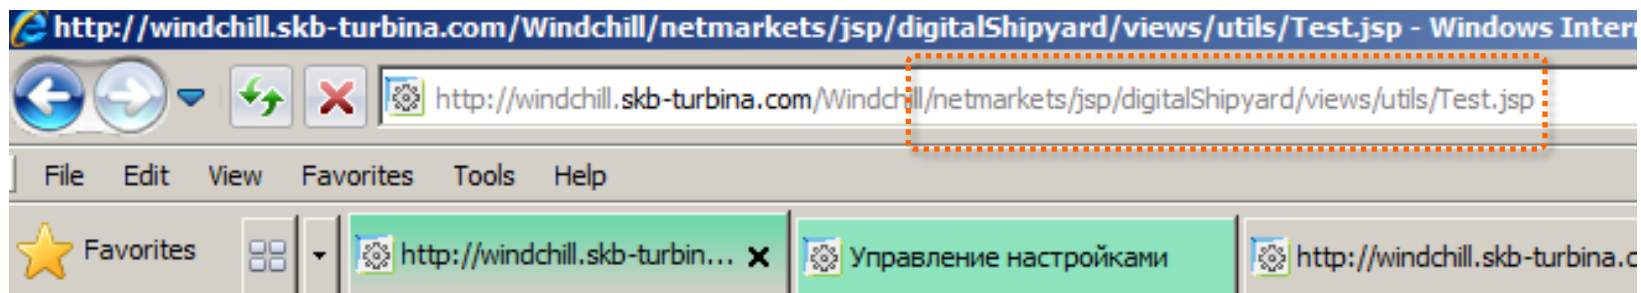 http://windchill.skb-turbina.com/Windchill/netmarkets/jsp/digitalShipyard/views/utils/Test.jsp - Windows Inter
http://windchill.skb-turbina.com/Windchill/netmarkets/jsp/digitalShipyard/views/utils/Test.jsp
File Edit View Favorites Tools Help
Favorites http://windchill.skb-turbin... Управление настройками http://windchill.skb-turbina.c